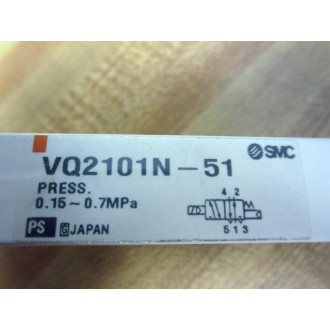 SMC
VQ2101N-51
PRESS.
0.15~0.7MPa
4 2
5 1 3
PS G JAPAN